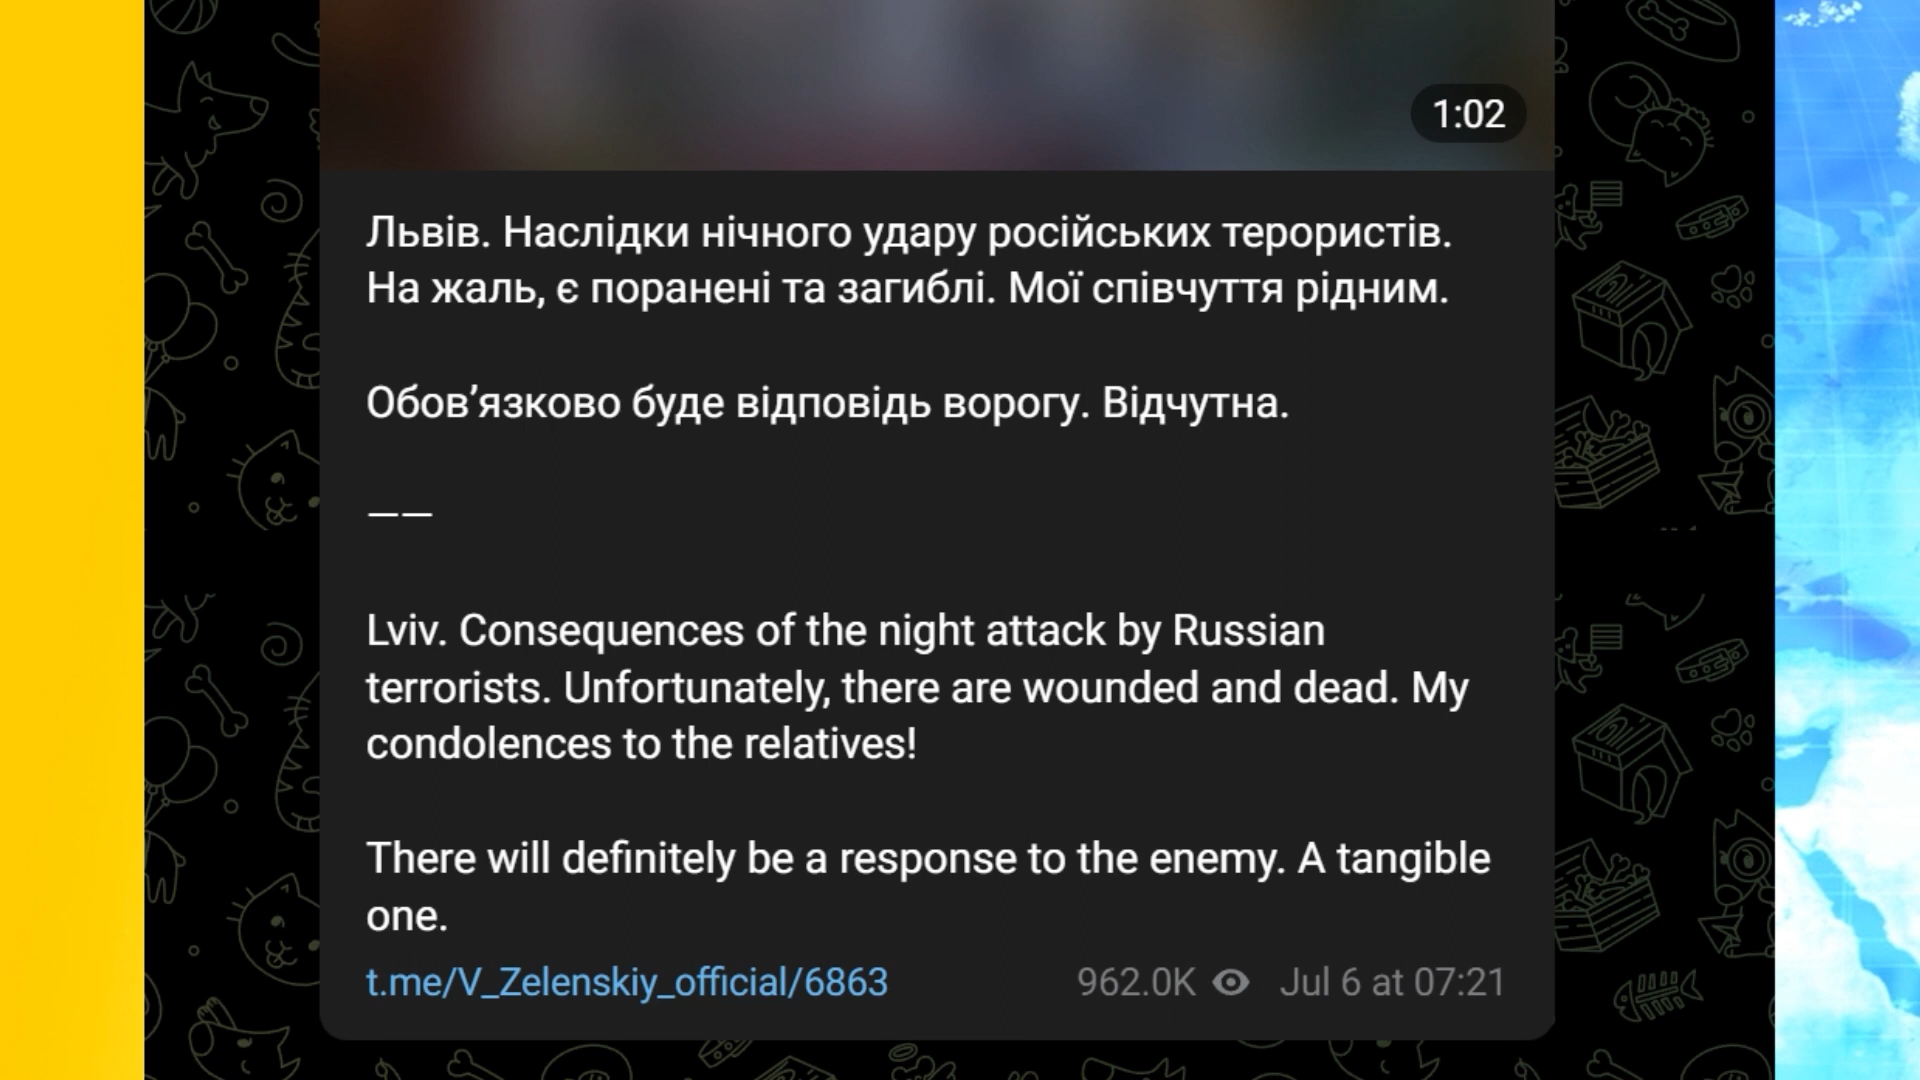 1:02
Львів. Наслідки нічного удару російських терористів.
На жаль, є поранені та загиблі. Мої співчуття рідним.
Обов’язково буде відповідь ворогу. Відчутна.
——
Lviv. Consequences of the night attack by Russian
terrorists. Unfortunately, there are wounded and dead. My
condolences to the relatives!
There will definitely be a response to the enemy. A tangible
one.
t.me/V_Zelenskiy_official/6863 962.0K Jul 6 at 07:21